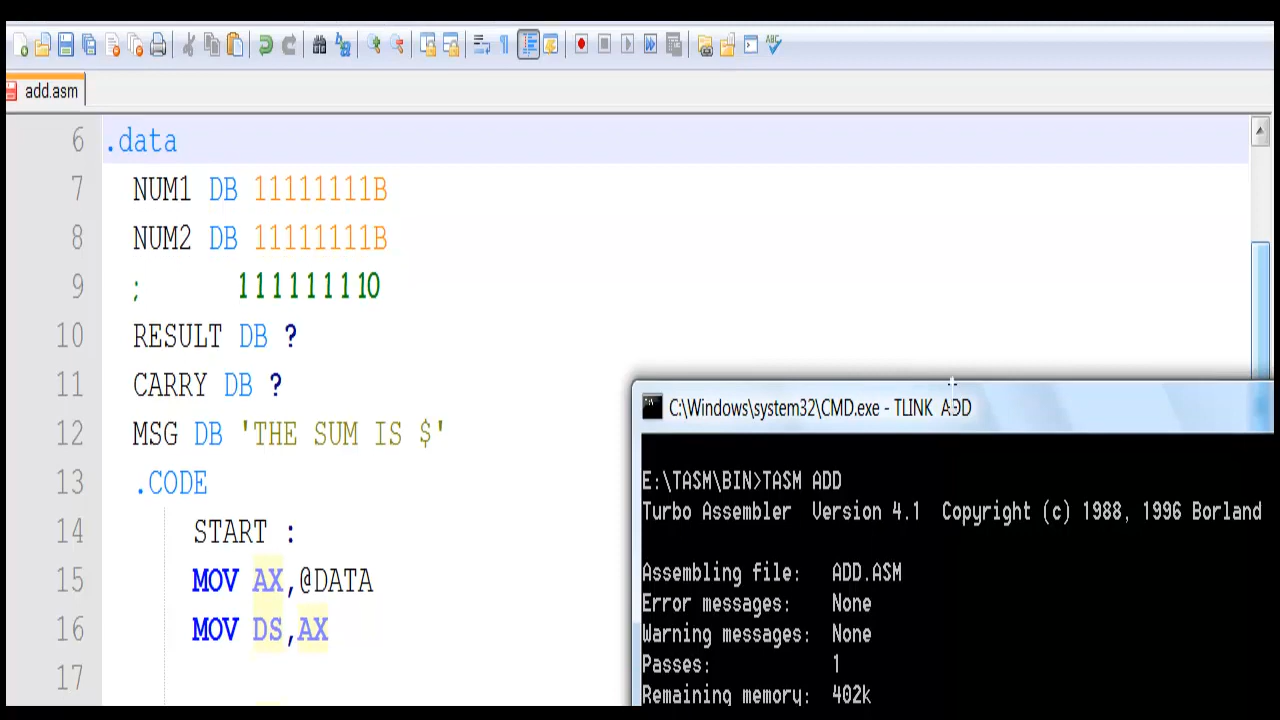 add.asm
6 .data
7 NUM1 DB 11111111B
8 NUM2 DB 11111111B
9 ; 111111110
10 RESULT DB ?
11 CARRY DB ?
12 MSG DB 'THE SUM IS $'
13 .CODE
14 START :
15 MOV AX,@DATA
16 MOV DS,AX
17
C:\Windows\system32\CMD.exe - TLINK ADD
E:\TASM\BIN>TASM ADD
Turbo Assembler Version 4.1 Copyright (c) 1988, 1996 Borland
Assembling file: ADD.ASM
Error messages: None
Warning messages: None
Passes: 1
Remaining memory: 402k